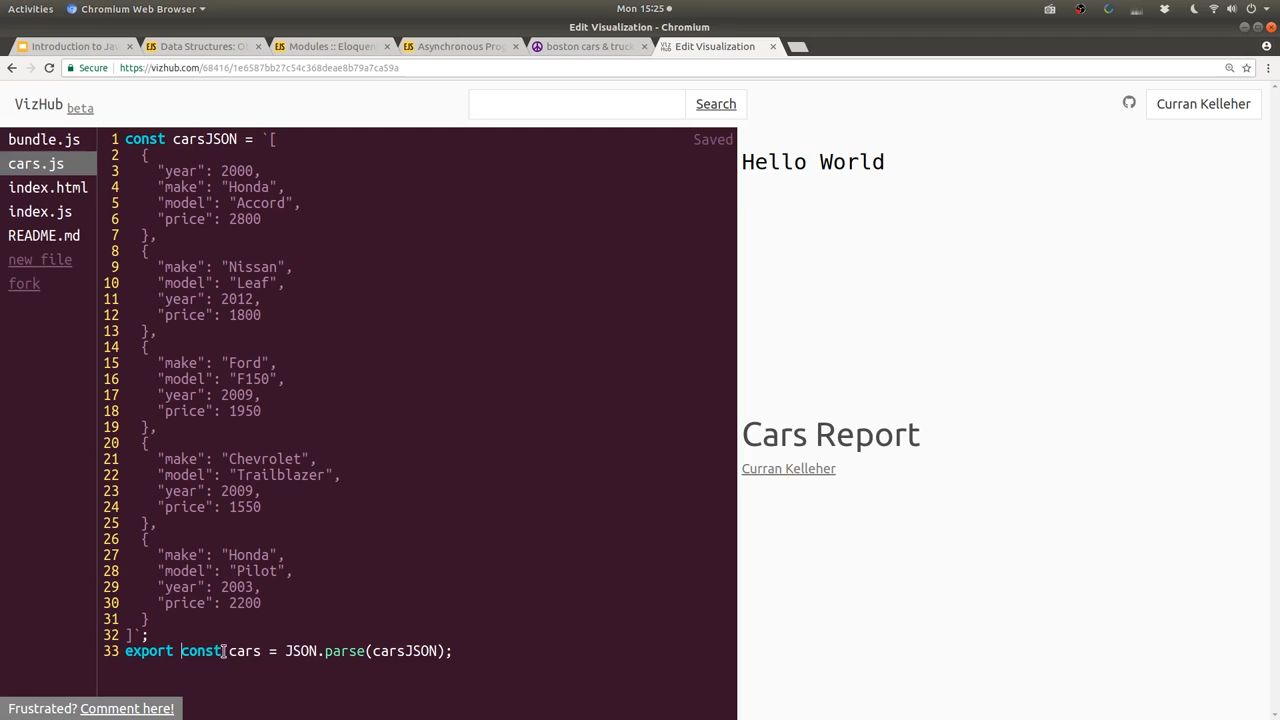 Activities Chromium Web Browser Mon 15:25
Edit Visualization - Chromium
Introduction to Jav Data Structures: Ob Modules :: Eloquen Asynchronous Prog boston cars & truck Edit Visualization
Secure https://vizhub.com/68416/1e6587bb27c54c368deae8b79a7ca59a
VizHub beta Search Curran Kelleher
bundle.js
cars.js
index.html
index.js
README.md
new file
fork
Saved
1 const carsJSON = `[
2 {
3 "year": 2000,
4 "make": "Honda",
5 "model": "Accord",
6 "price": 2800
7 },
8 {
9 "make": "Nissan",
10 "model": "Leaf",
11 "year": 2012,
12 "price": 1800
13 },
14 {
15 "make": "Ford",
16 "model": "F150",
17 "year": 2009,
18 "price": 1950
19 },
20 {
21 "make": "Chevrolet",
22 "model": "Trailblazer",
23 "year": 2009,
24 "price": 1550
25 },
26 {
27 "make": "Honda",
28 "model": "Pilot",
29 "year": 2003,
30 "price": 2200
31 }
32 ]`;
33 export const cars = JSON.parse(carsJSON);
Hello World
Cars Report
Curran Kelleher
Frustrated? Comment here!